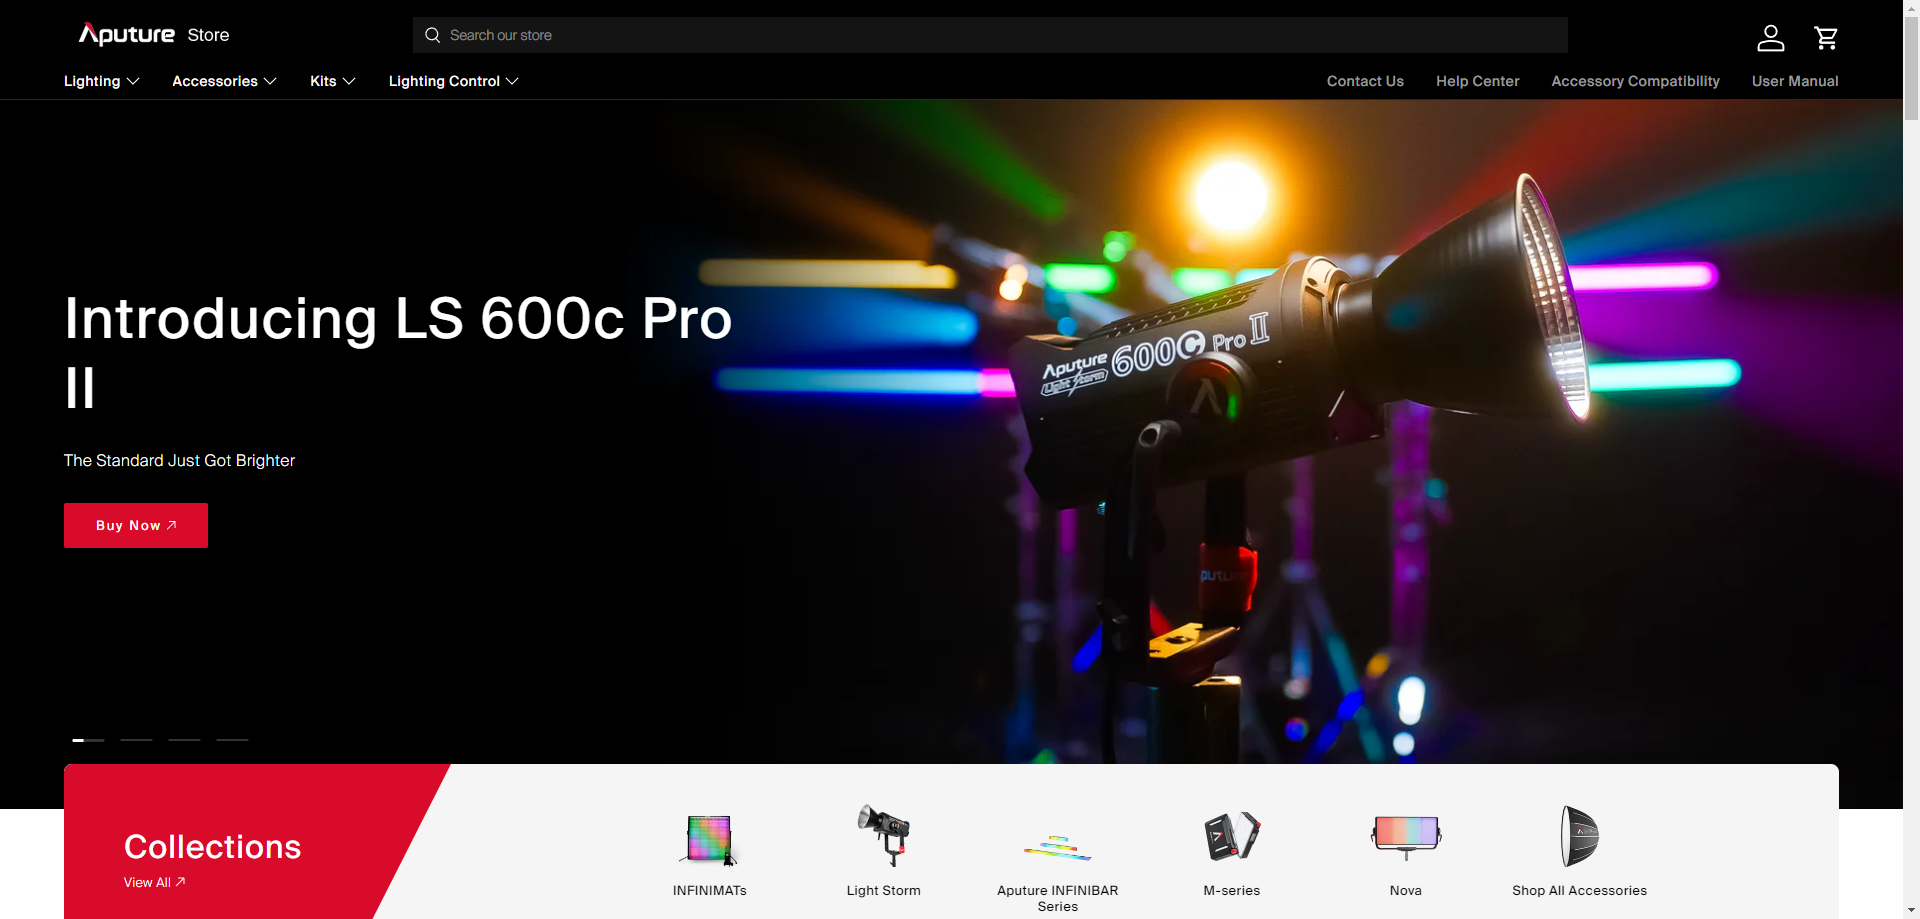 Aputure Store
Search our store
Lighting
Accessories
Kits
Lighting Control
Contact Us
Help Center
Accessory Compatibility
User Manual
Introducing LS 600c Pro
II
The Standard Just Got Brighter
Buy Now
Aputure
Light Storm
600C Pro II
Collections
View All
INFINIMATs
Light Storm
Aputure INFINIBAR
Series
M-series
Nova
Shop All Accessories